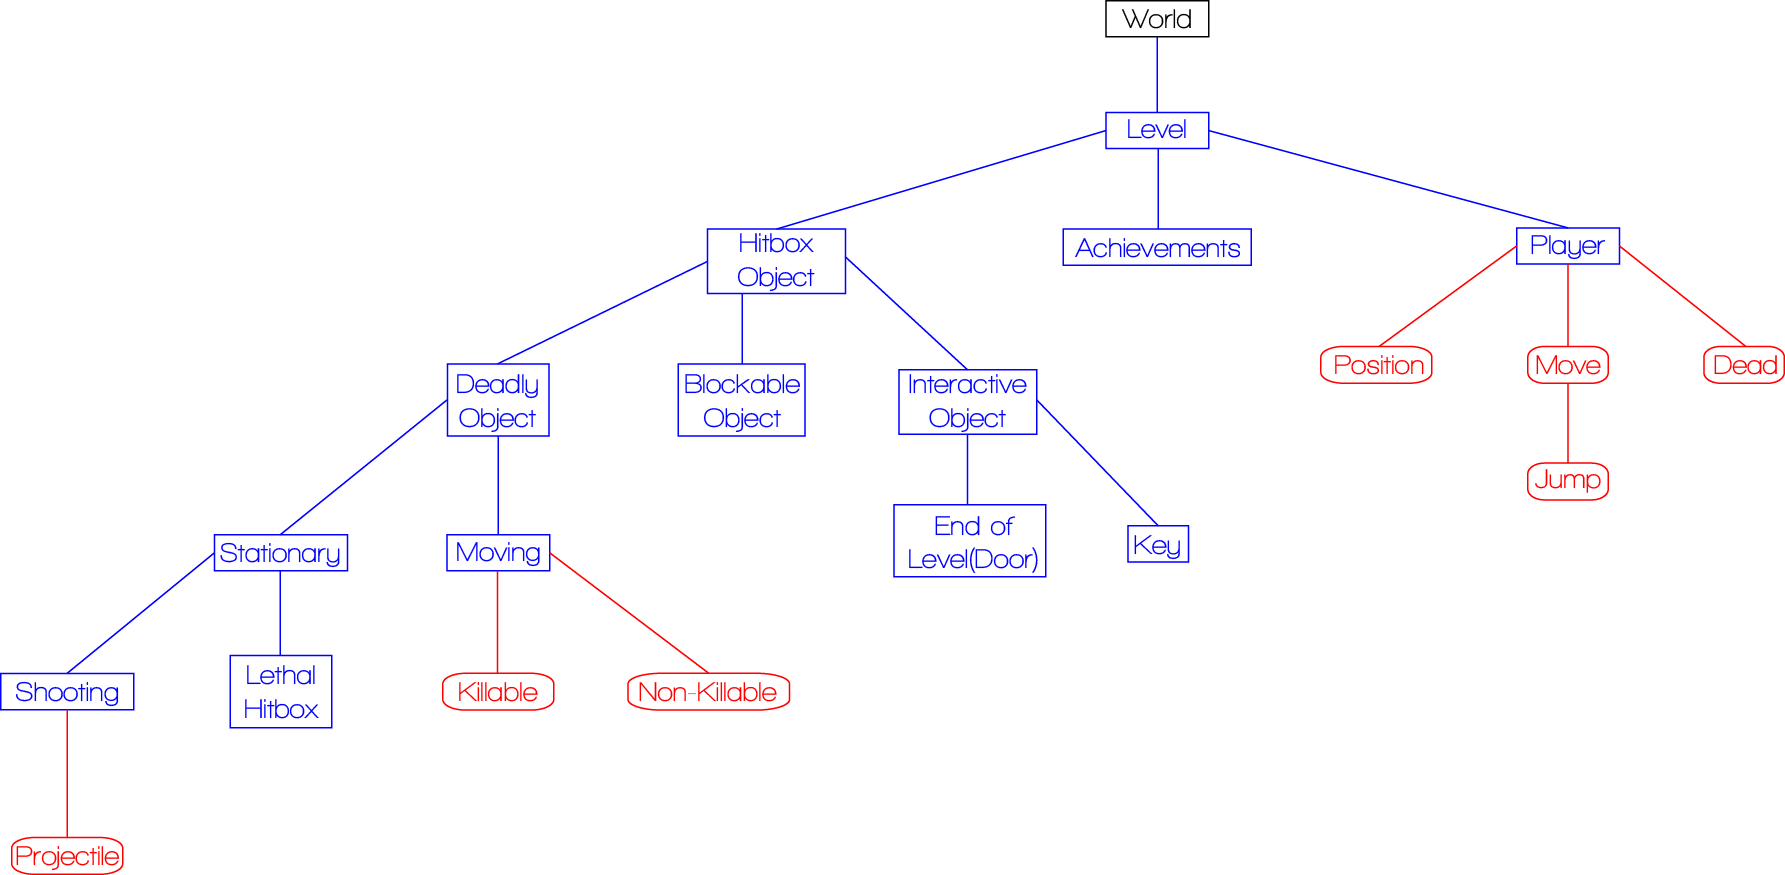 World
Level
Hitbox
Object
Achievements
Player
Deadly
Object
Blockable
Object
Interactive
Object
Position
Move
Dead
Jump
Stationary
Moving
End of
Level(Door)
Key
Shooting
Lethal
Hitbox
Killable
Non-Killable
Projectile